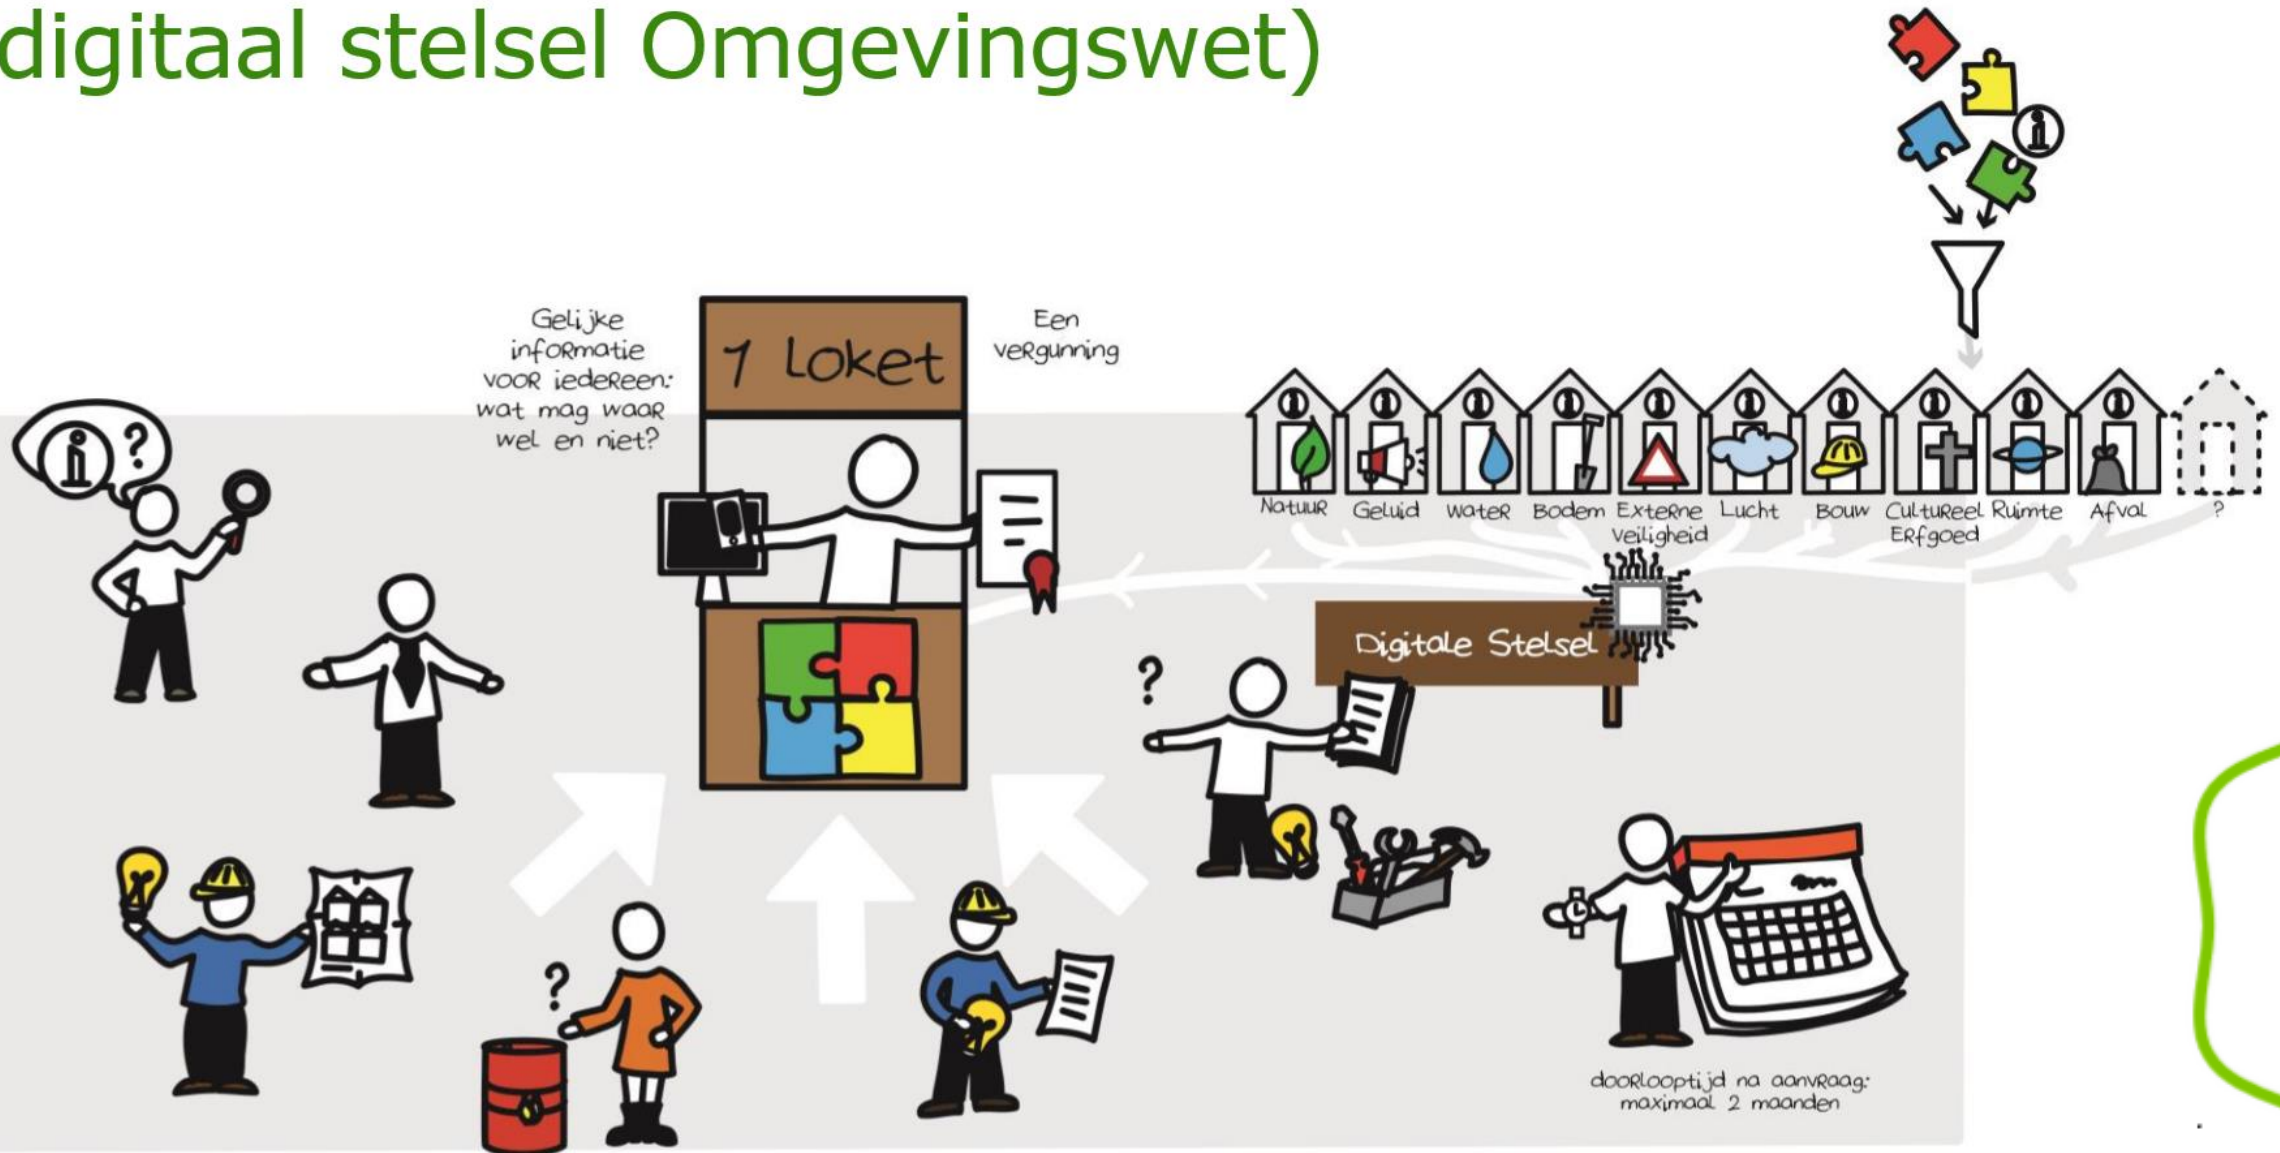 digitaal stelsel Omgevingswet)
Gelijke
informatie
voor iedereen:
wat mag waar
wel en niet?
1 Loket
Een
vergunning
i ?
i
i i i i i i i i i i
Natuur Geluid Water Bodem Externe Lucht Bouw Cultureel Ruimte Afval ?
Veiligheid Erfgoed
Digitale Stelsel
?
?
doorlooptijd na aanvraag:
maximaal 2 maanden